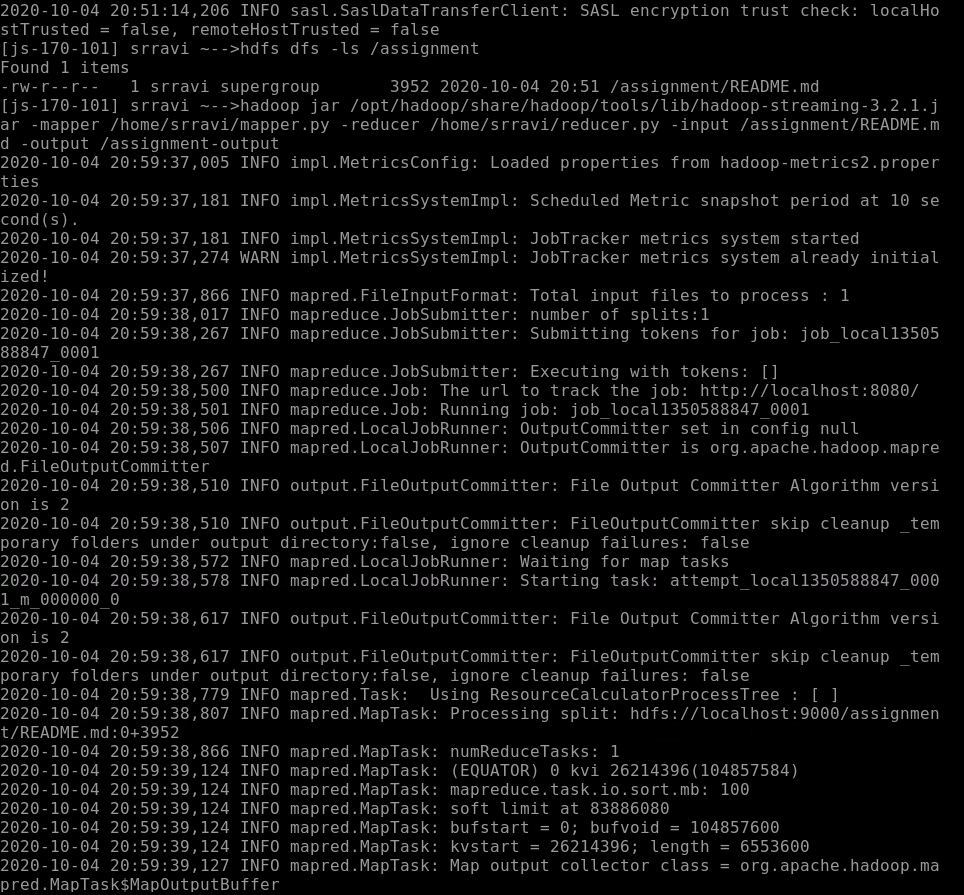 2020-10-04 20:51:14,206 INFO sasl.SaslDataTransferClient: SASL encryption trust check: localHo
stTrusted = false, remoteHostTrusted = false
[js-170-101] srravi ~-->hdfs dfs -ls /assignment
Found 1 items
-rw-r--r--   1 srravi supergroup       3952 2020-10-04 20:51 /assignment/README.md
[js-170-101] srravi ~-->hadoop jar /opt/hadoop/share/hadoop/tools/lib/hadoop-streaming-3.2.1.j
ar -mapper /home/srravi/mapper.py -reducer /home/srravi/reducer.py -input /assignment/README.m
d -output /assignment-output
2020-10-04 20:59:37,005 INFO impl.MetricsConfig: Loaded properties from hadoop-metrics2.proper
ties
2020-10-04 20:59:37,181 INFO impl.MetricsSystemImpl: Scheduled Metric snapshot period at 10 se
cond(s).
2020-10-04 20:59:37,181 INFO impl.MetricsSystemImpl: JobTracker metrics system started
2020-10-04 20:59:37,274 WARN impl.MetricsSystemImpl: JobTracker metrics system already initial
ized!
2020-10-04 20:59:37,866 INFO mapred.FileInputFormat: Total input files to process : 1
2020-10-04 20:59:38,017 INFO mapreduce.JobSubmitter: number of splits:1
2020-10-04 20:59:38,267 INFO mapreduce.JobSubmitter: Submitting tokens for job: job_local13505
88847_0001
2020-10-04 20:59:38,267 INFO mapreduce.JobSubmitter: Executing with tokens: []
2020-10-04 20:59:38,500 INFO mapreduce.Job: The url to track the job: http://localhost:8080/
2020-10-04 20:59:38,501 INFO mapreduce.Job: Running job: job_local1350588847_0001
2020-10-04 20:59:38,506 INFO mapred.LocalJobRunner: OutputCommitter set in config null
2020-10-04 20:59:38,507 INFO mapred.LocalJobRunner: OutputCommitter is org.apache.hadoop.mapre
d.FileOutputCommitter
2020-10-04 20:59:38,510 INFO output.FileOutputCommitter: File Output Committer Algorithm versi
on is 2
2020-10-04 20:59:38,510 INFO output.FileOutputCommitter: FileOutputCommitter skip cleanup _tem
porary folders under output directory:false, ignore cleanup failures: false
2020-10-04 20:59:38,572 INFO mapred.LocalJobRunner: Waiting for map tasks
2020-10-04 20:59:38,578 INFO mapred.LocalJobRunner: Starting task: attempt_local1350588847_000
1_m_000000_0
2020-10-04 20:59:38,617 INFO output.FileOutputCommitter: File Output Committer Algorithm versi
on is 2
2020-10-04 20:59:38,617 INFO output.FileOutputCommitter: FileOutputCommitter skip cleanup _tem
porary folders under output directory:false, ignore cleanup failures: false
2020-10-04 20:59:38,779 INFO mapred.Task:  Using ResourceCalculatorProcessTree : [ ]
2020-10-04 20:59:38,807 INFO mapred.MapTask: Processing split: hdfs://localhost:9000/assignmen
t/README.md:0+3952
2020-10-04 20:59:38,866 INFO mapred.MapTask: numReduceTasks: 1
2020-10-04 20:59:39,124 INFO mapred.MapTask: (EQUATOR) 0 kvi 26214396(104857584)
2020-10-04 20:59:39,124 INFO mapred.MapTask: mapreduce.task.io.sort.mb: 100
2020-10-04 20:59:39,124 INFO mapred.MapTask: soft limit at 83886080
2020-10-04 20:59:39,124 INFO mapred.MapTask: bufstart = 0; bufvoid = 104857600
2020-10-04 20:59:39,124 INFO mapred.MapTask: kvstart = 26214396; length = 6553600
2020-10-04 20:59:39,127 INFO mapred.MapTask: Map output collector class = org.apache.hadoop.ma
pred.MapTask$MapOutputBuffer